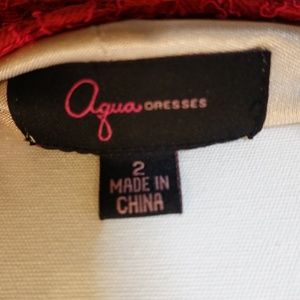 aqua DRESSES
2
MADE IN
CHINA